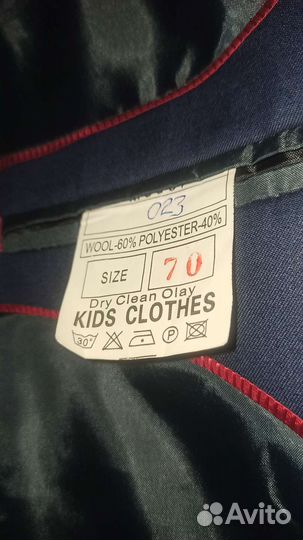 023
WOOL-60% POLYESTER-40%
SIZE 70
Dry Clean Olay
KIDS CLOTHES
30° P
Avito